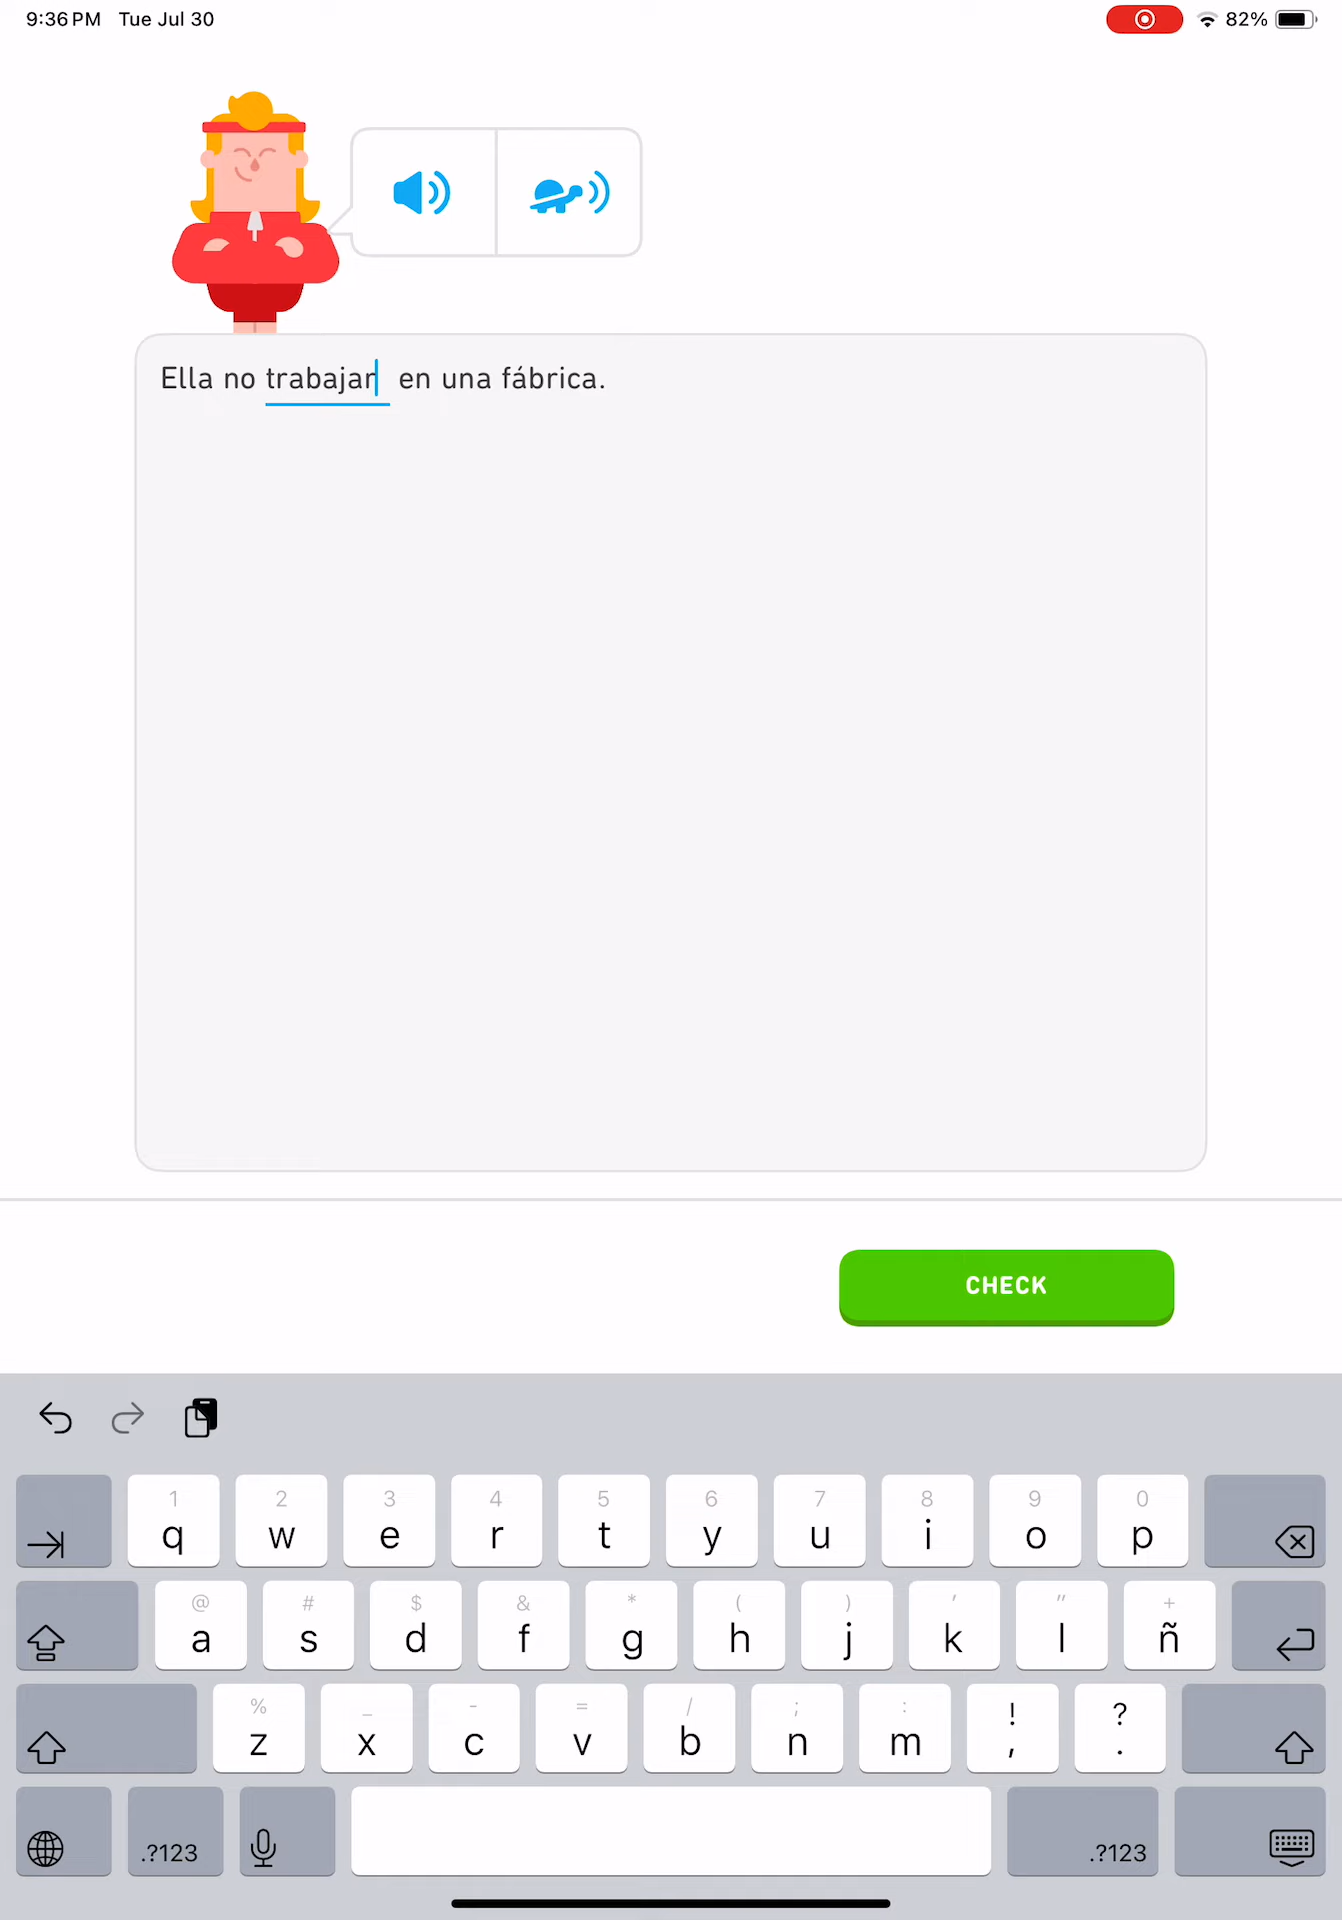 9:36 PM Tue Jul 30
82%
Ella no trabajar en una fábrica.
CHECK
1 2 3 4 5 6 7 8 9 0
q w e r t y u i o p
@ # $ & * ( ) ' " +
a s d f g h j k l ñ
% _ - = / ; : ! ?
z x c v b n m , .
.?123 .?123